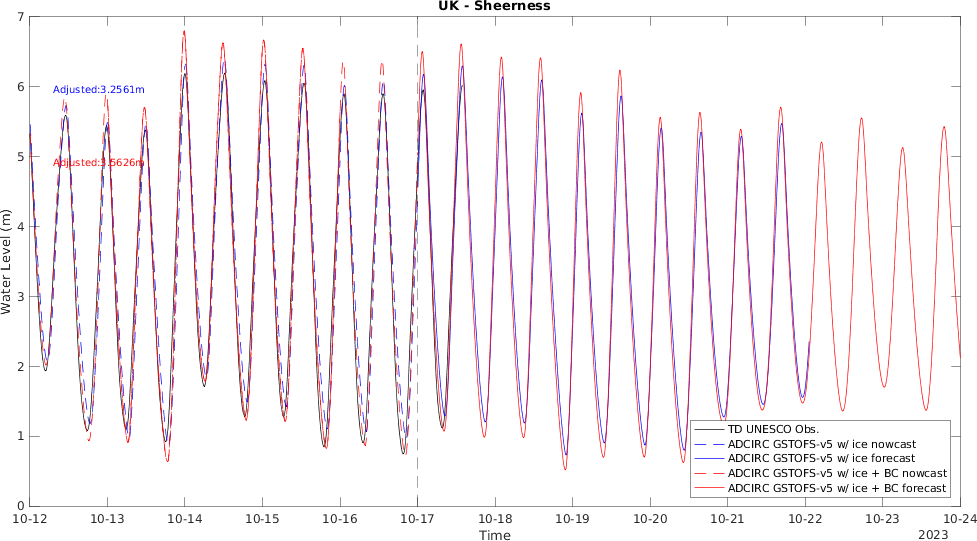 UK - Sheerness
7
6
5
4
3
2
1
0
Water Level (m)
Adjusted:3.2561m
Adjusted:3.5626m
TD UNESCO Obs.
ADCIRC GSTOFS-v5 w/ ice nowcast
ADCIRC GSTOFS-v5 w/ ice forecast
ADCIRC GSTOFS-v5 w/ ice + BC nowcast
ADCIRC GSTOFS-v5 w/ ice + BC forecast
10-12 10-13 10-14 10-15 10-16 10-17 10-18 10-19 10-20 10-21 10-22 10-23 10-24
Time
2023